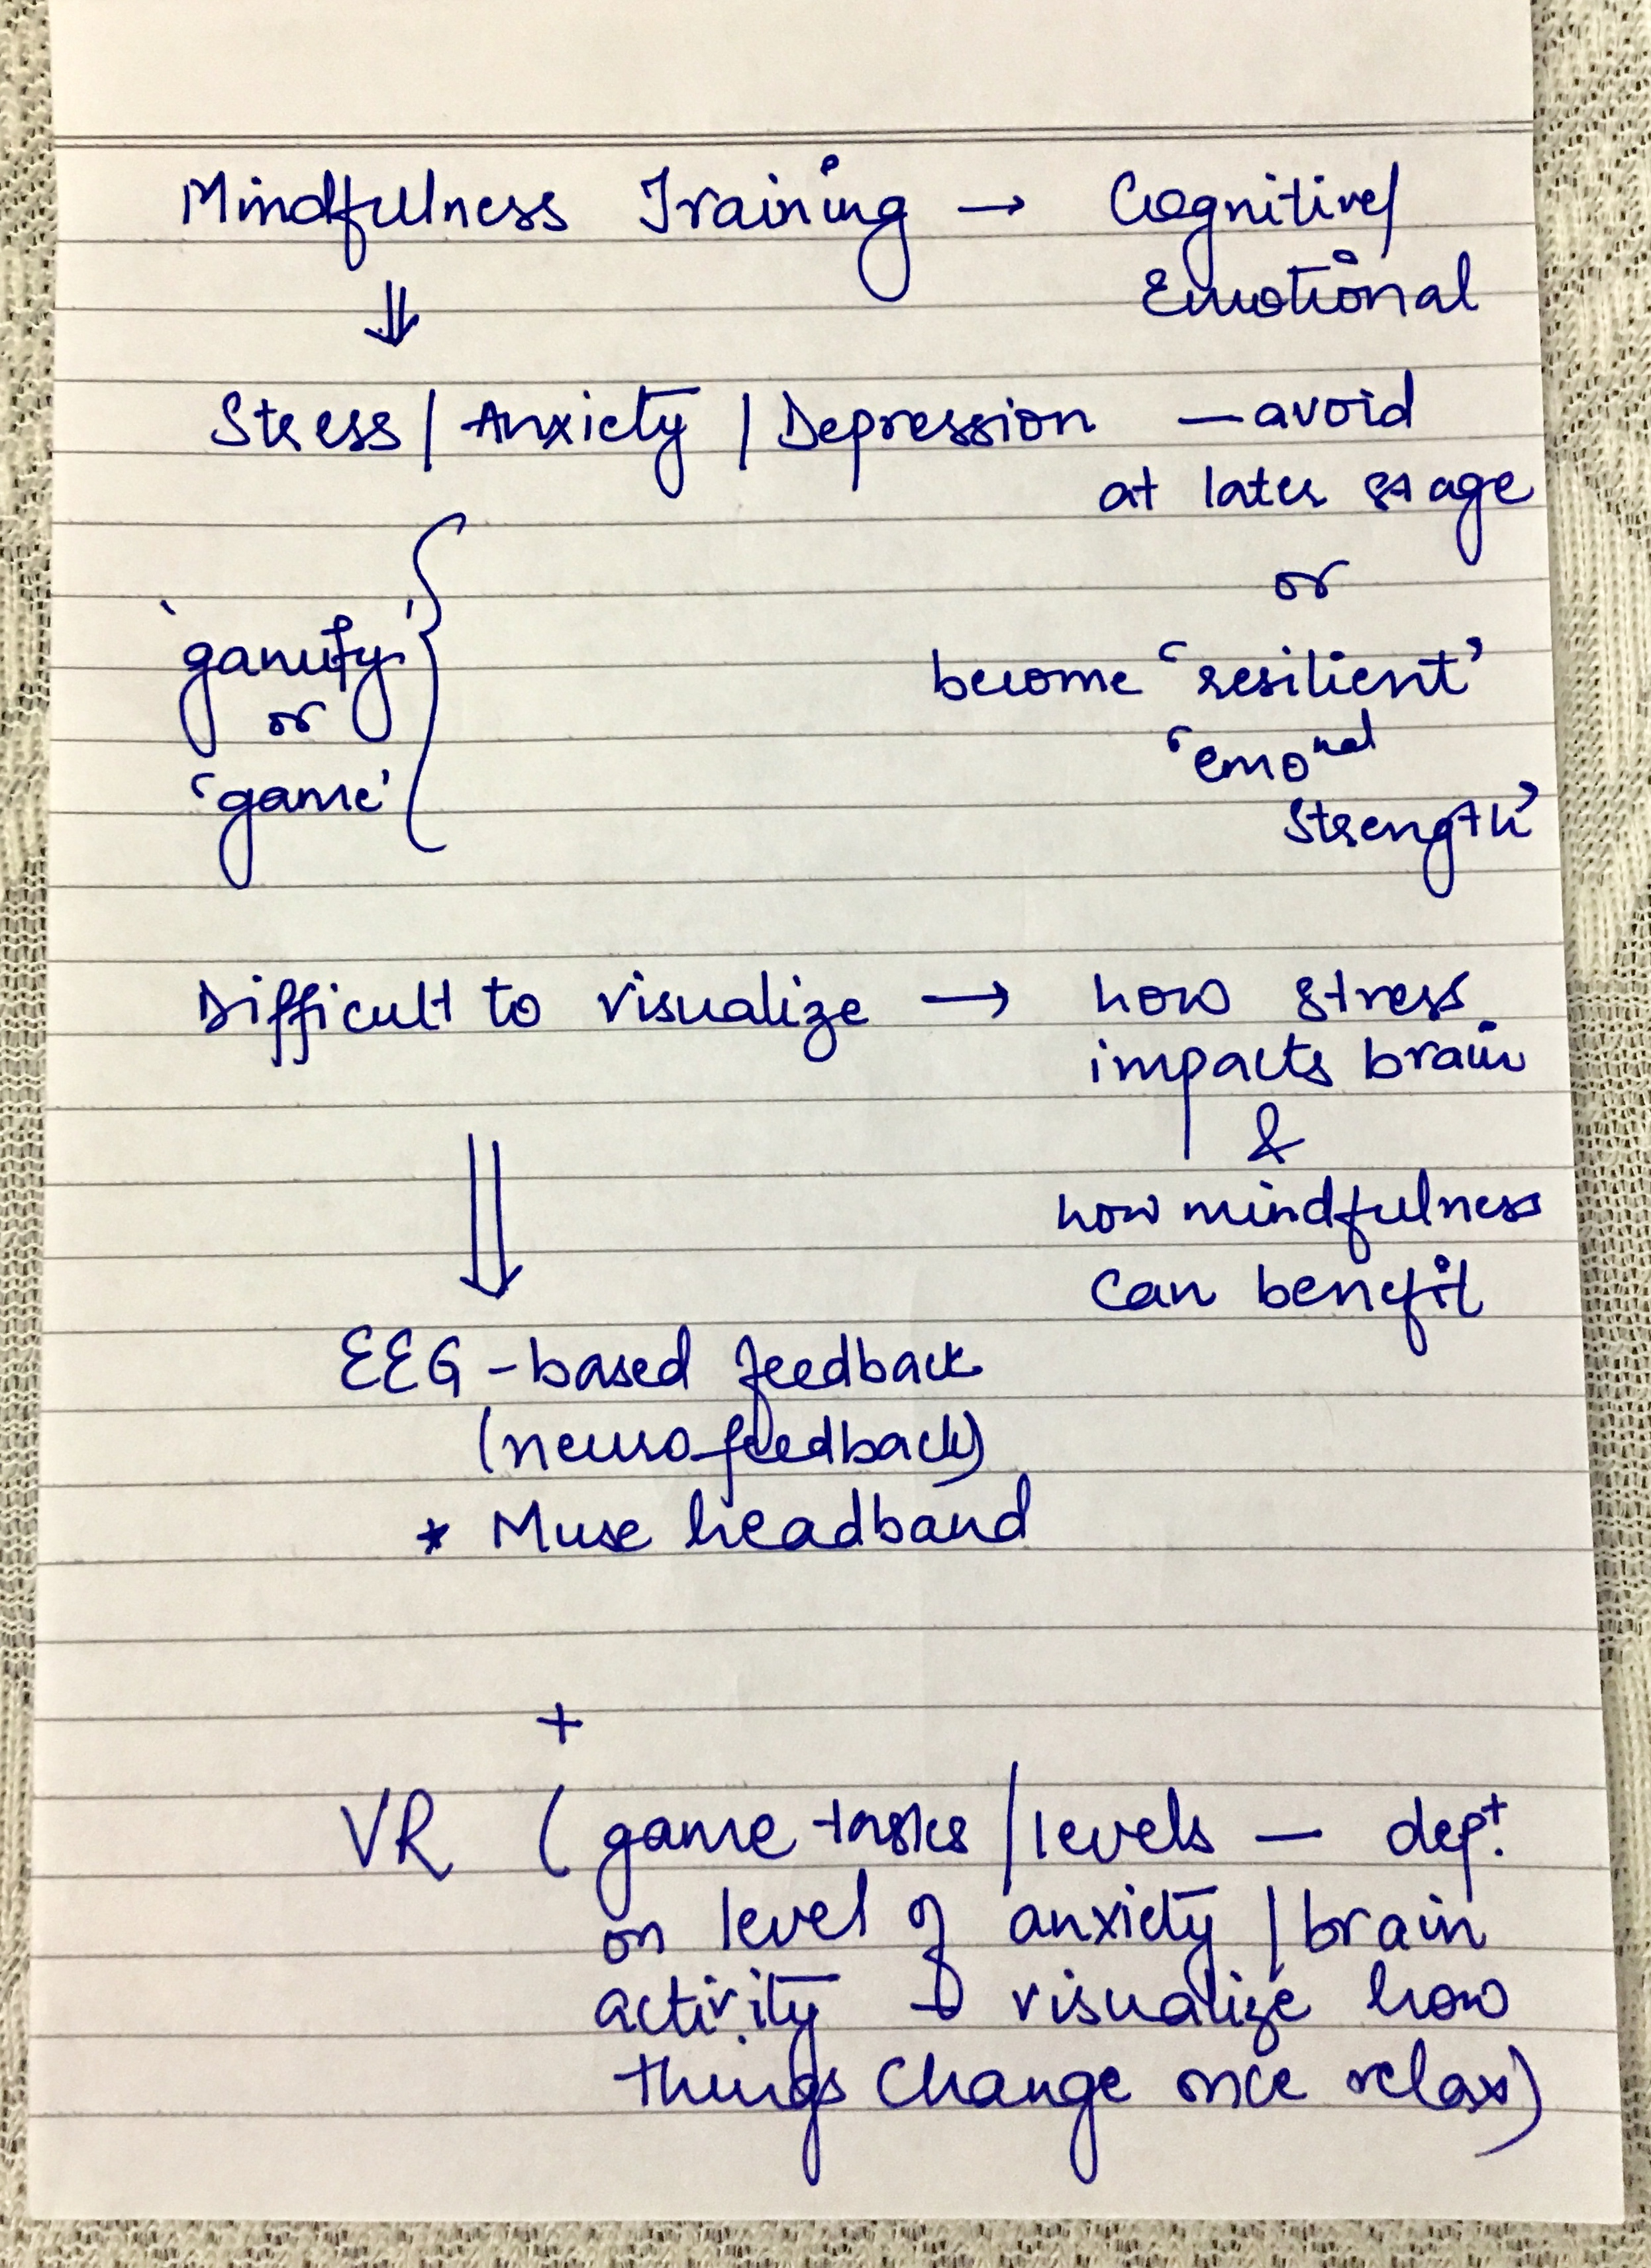 Mindfulness Training → Cognitive/
Emotional
⇓
Stress / Anxiety / Depression — avoid
at later stage
or
'gamify'
or
'game'
become 'resilient'
'emo^nal
strength'
Difficult to visualize → how stress
impacts brain
&
how mindfulness
can benefit
⇓
EEG - based feedback
(neurofeedback)
* Muse headband
+
VR ( game tasks / levels — dept.
on level of anxiety / brain
activity & visualize how
things change once relax)